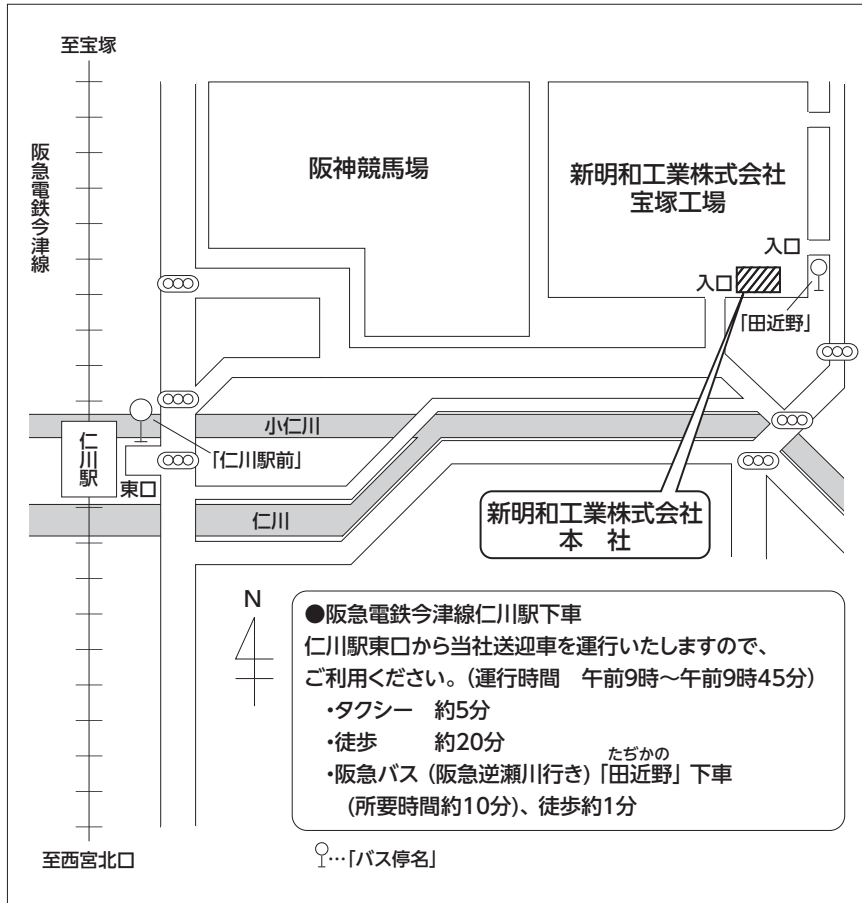 至宝塚
阪急電鉄今津線
阪神競馬場
新明和工業株式会社
宝塚工場
入口
入口
「田近野」
小仁川
仁川駅
「仁川駅前」
東口
仁川
新明和工業株式会社
本　社
N
●阪急電鉄今津線仁川駅下車
仁川駅東口から当社送迎車を運行いたしますので、
ご利用ください。(運行時間　午前9時～午前9時45分)
・タクシー　約5分
・徒歩　　　約20分
たぢかの
・阪急バス (阪急逆瀬川行き)「田近野」下車
(所要時間約10分)、徒歩約1分
至西宮北口
…「バス停名」